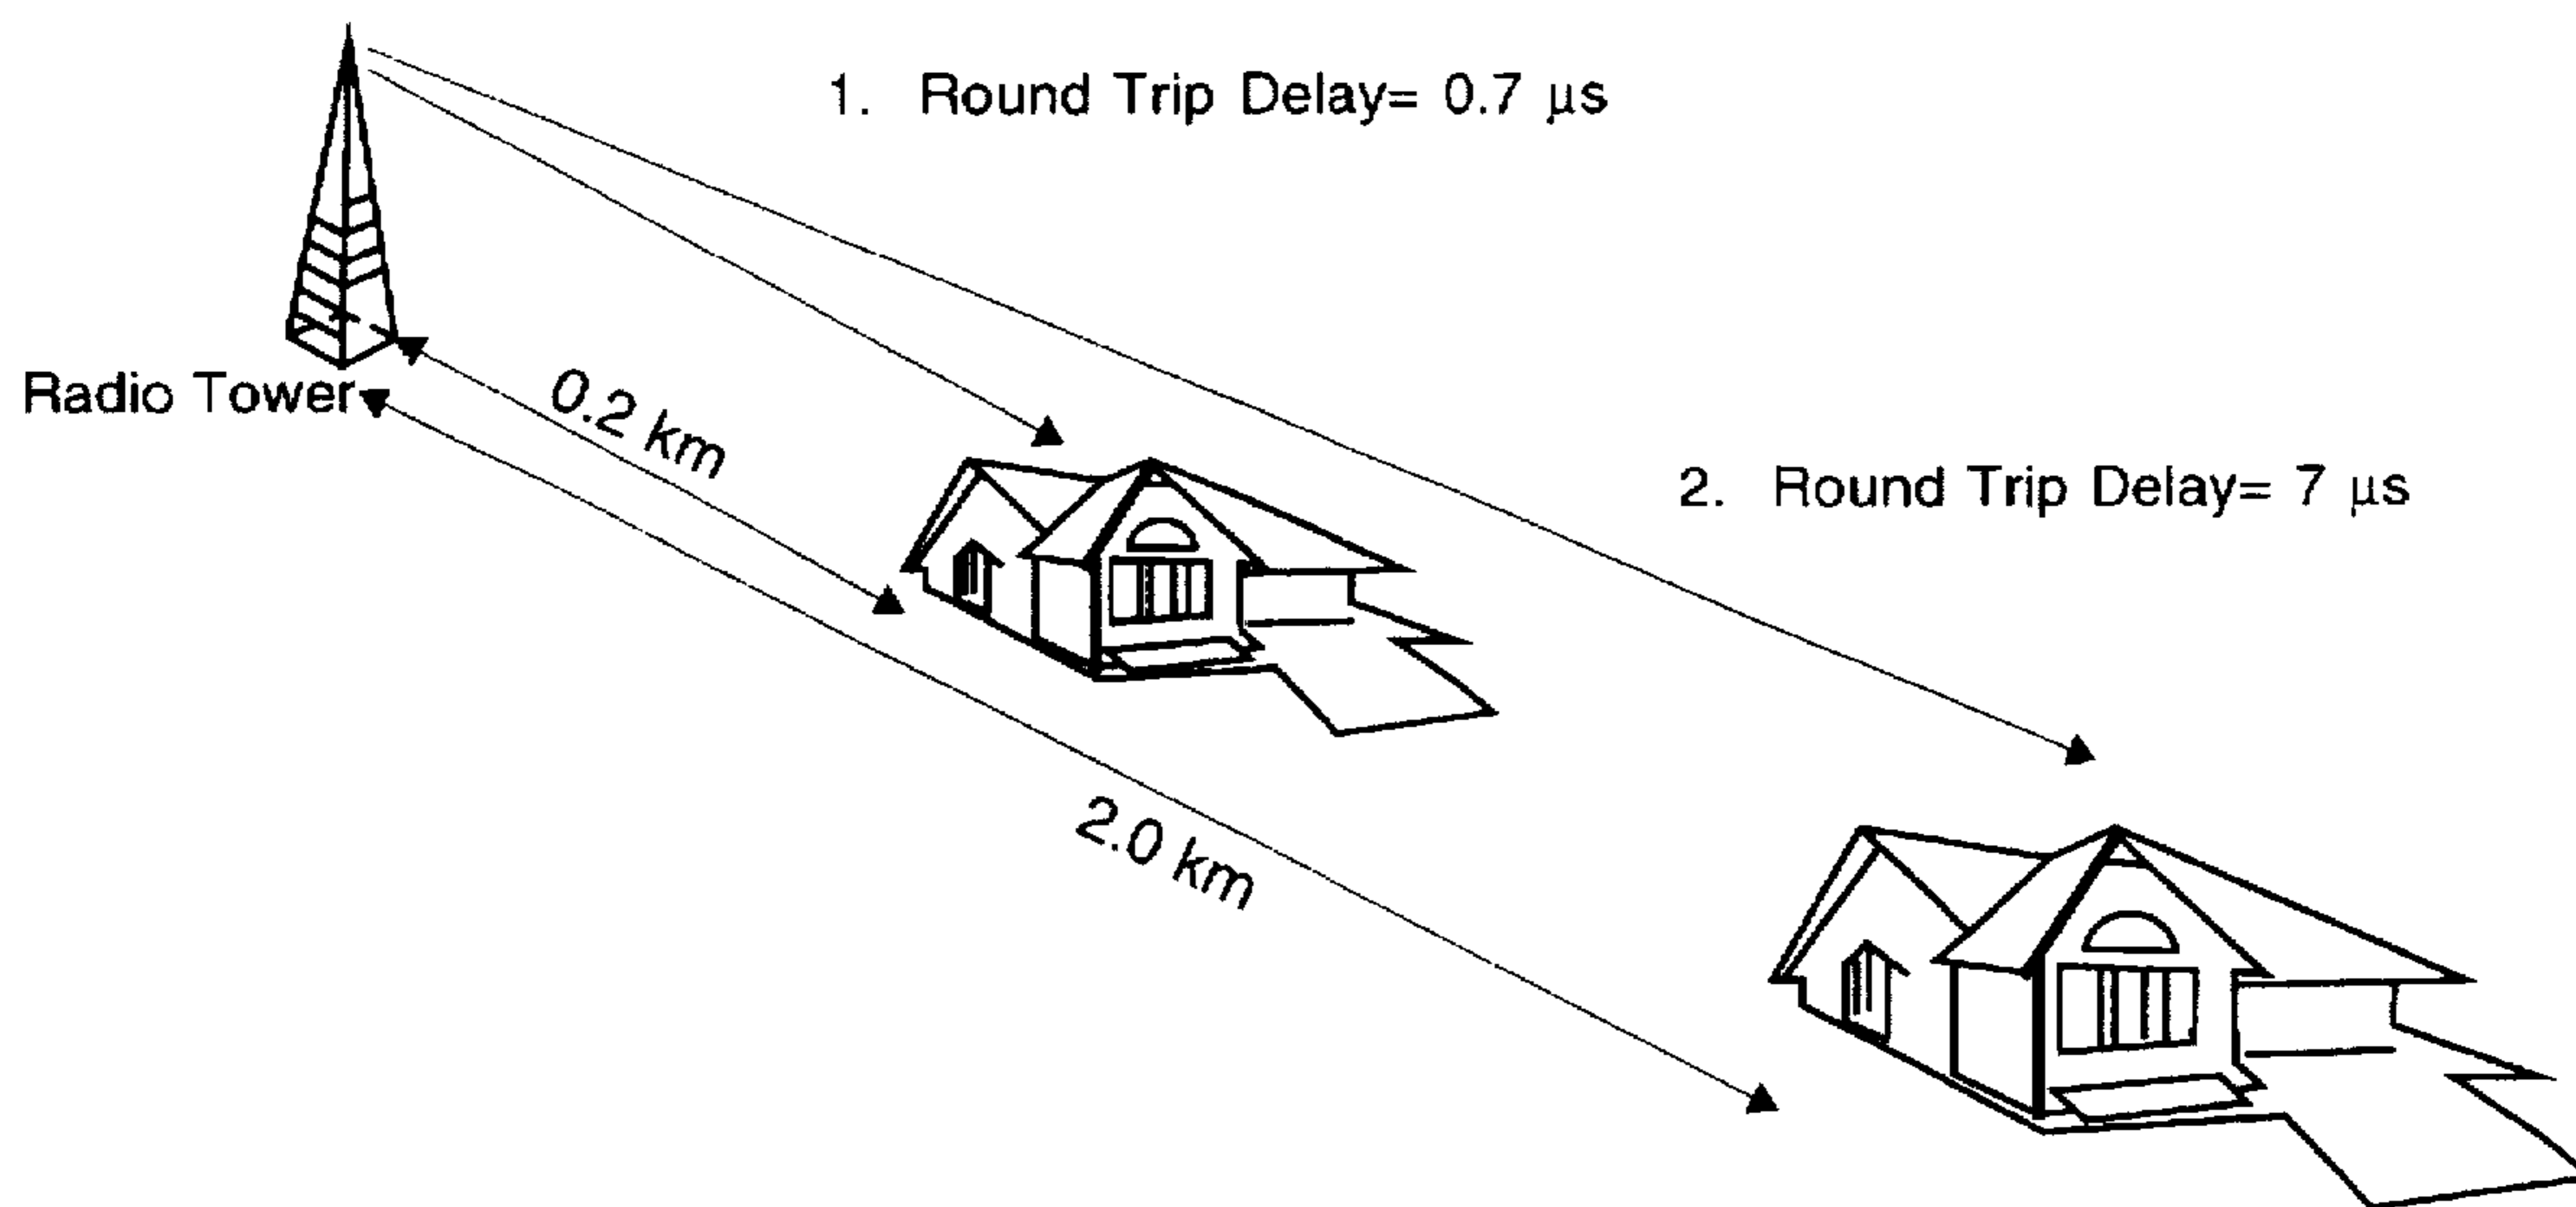 1. Round Trip Delay= 0.7 µs
Radio Tower
0.2 km
2. Round Trip Delay= 7 µs
2.0 km